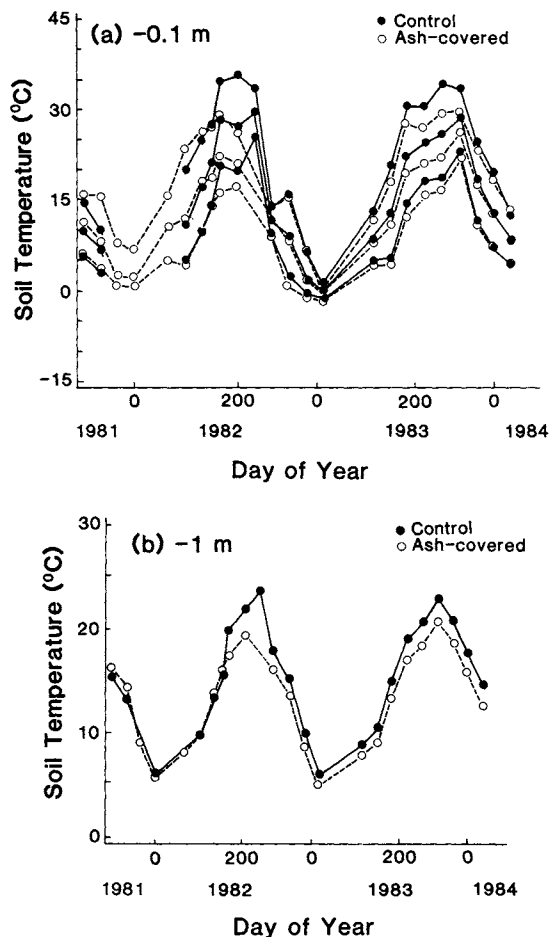 (a) -0.1 m
Control
Ash-covered
Soil Temperature (°C)
45
30
15
0
-15
0 200 0 200 0
1981 1982 1983 1984
Day of Year
(b) -1 m
Control
Ash-covered
Soil Temperature (°C)
30
20
10
0
0 200 0 200 0
1981 1982 1983 1984
Day of Year